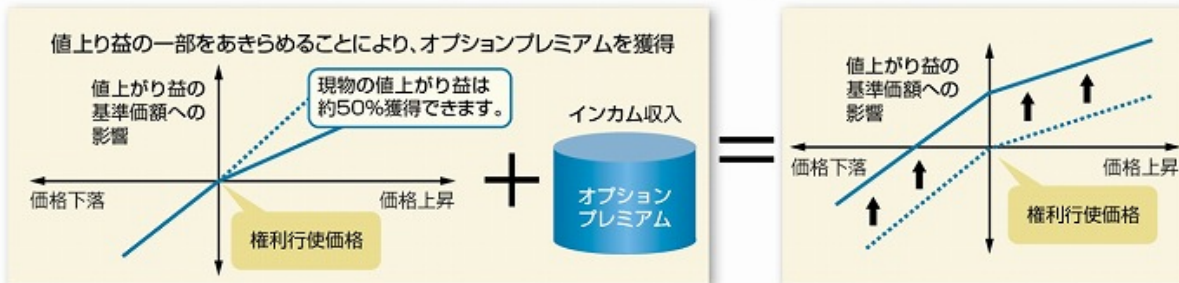 値上り益の一部をあきらめることにより、オプションプレミアムを獲得
値上がり益の
基準価額への
影響
現物の値上がり益は
約50%獲得できます。
価格下落
価格上昇
権利行使価格
インカム収入
オプション
プレミアム
値上がり益の
基準価額への
影響
価格下落
価格上昇
権利行使価格